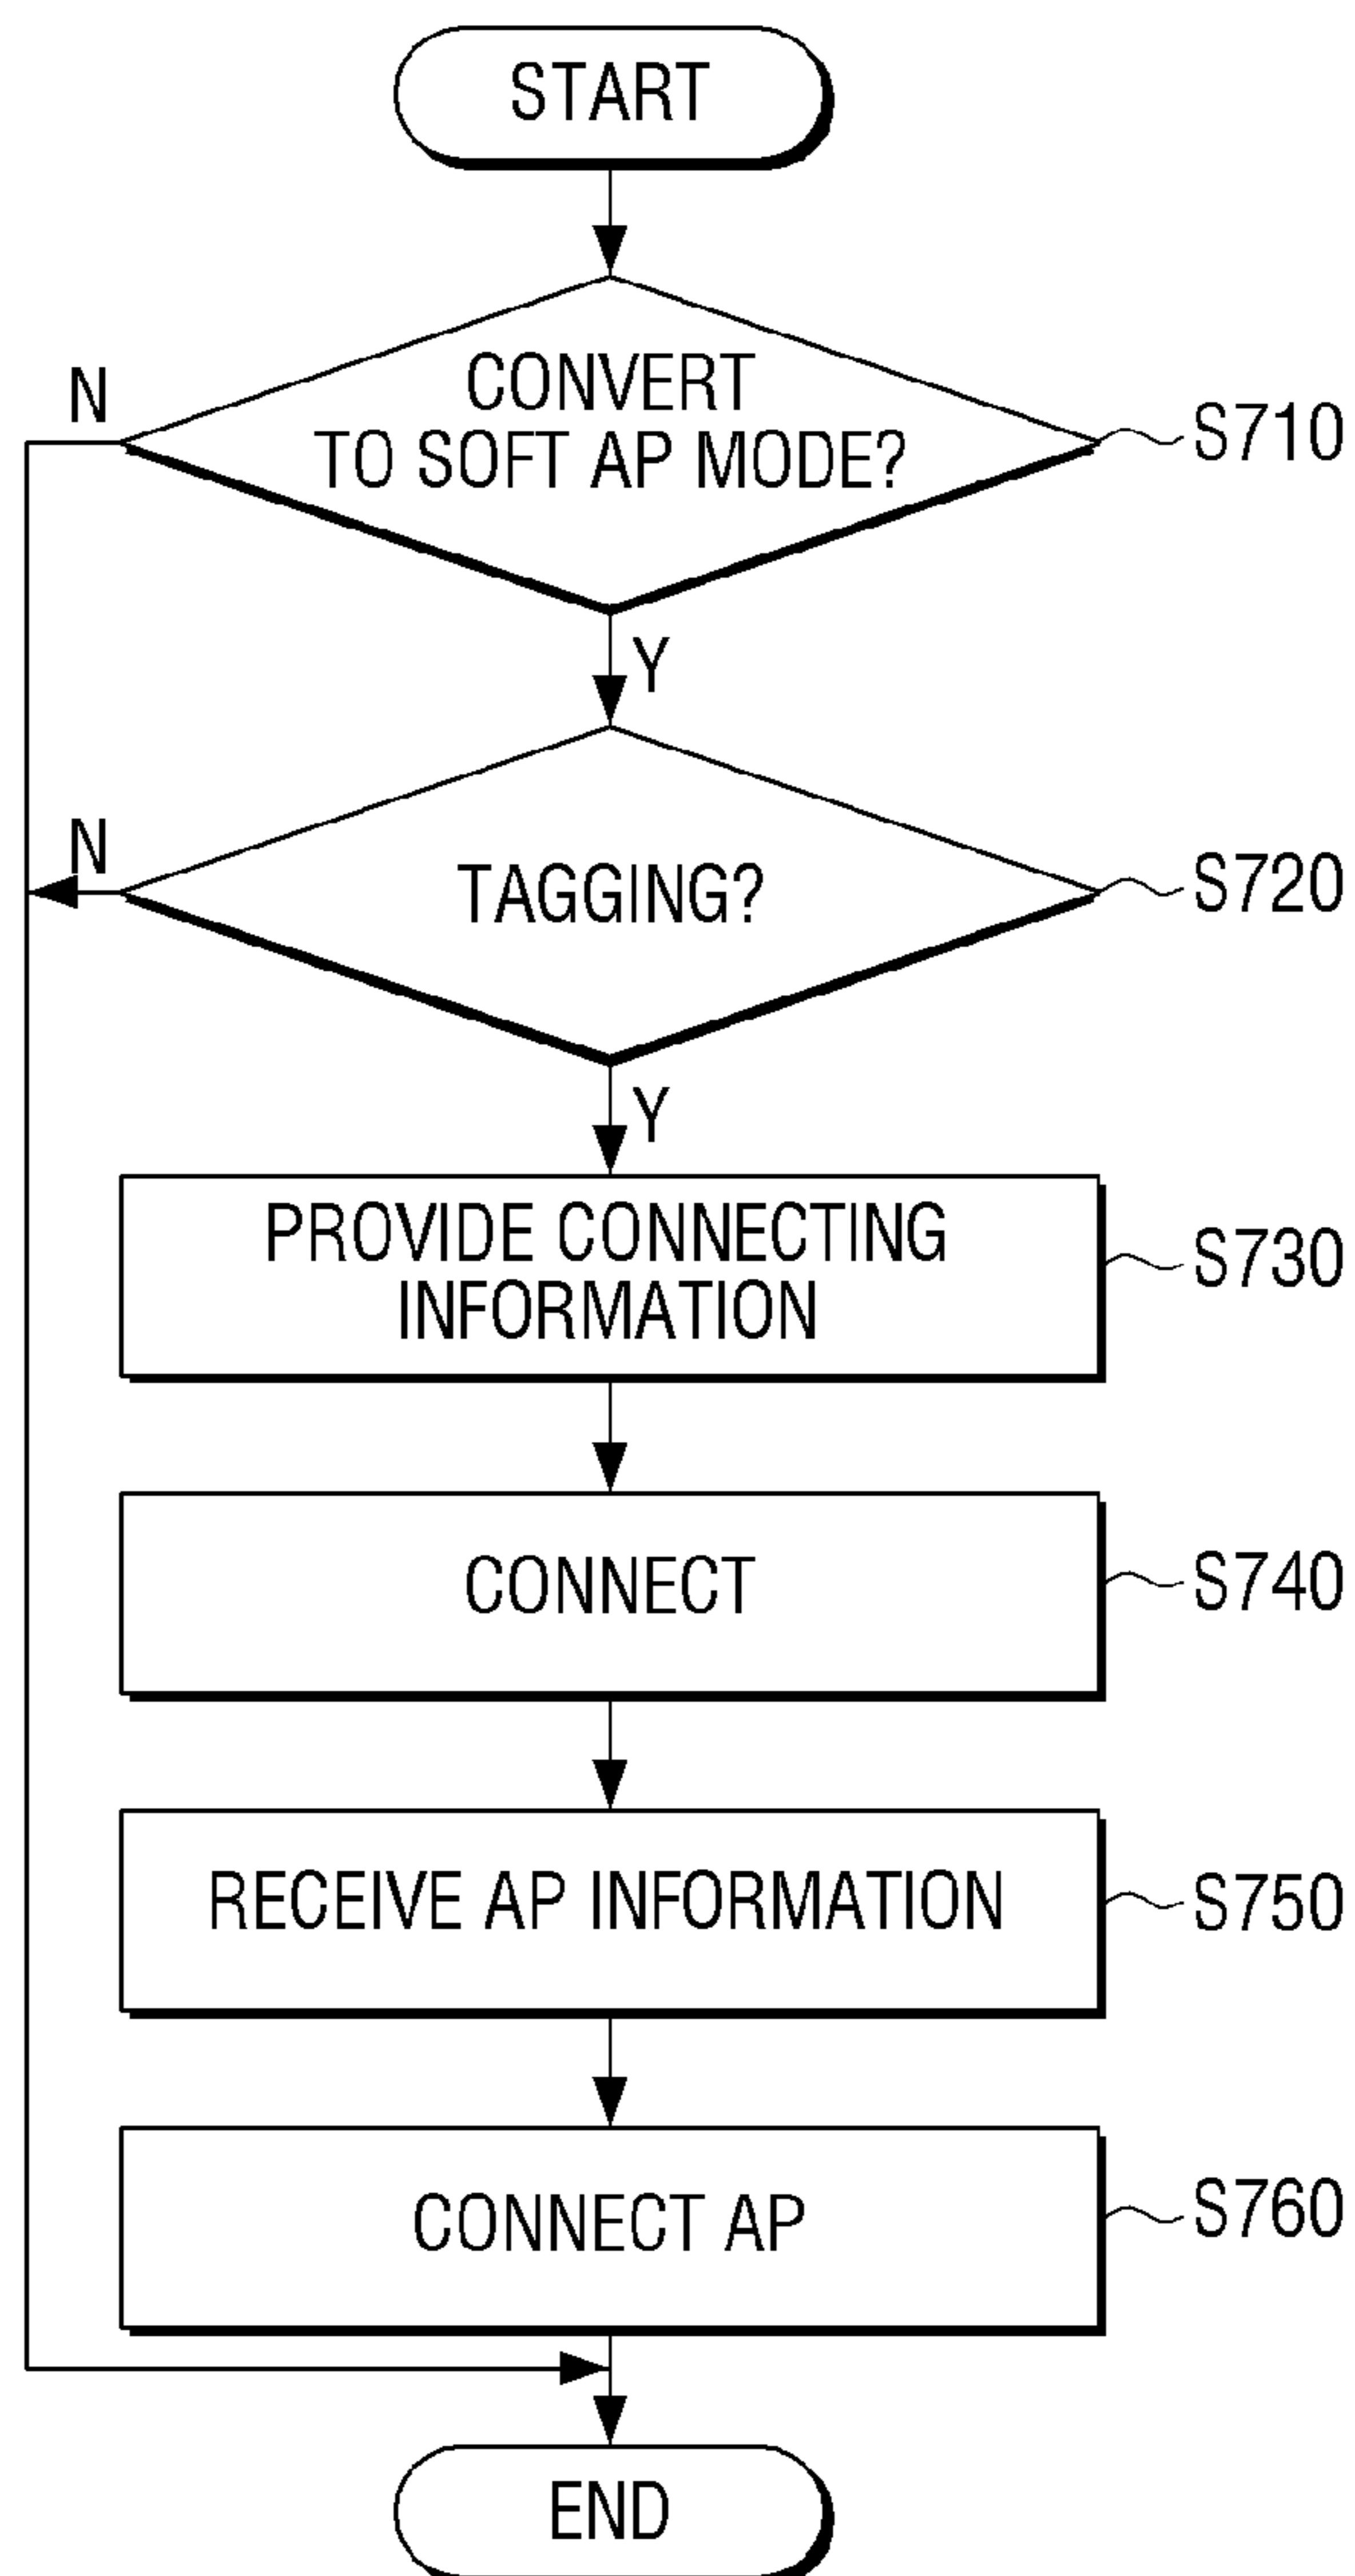 START
CONVERT
TO SOFT AP MODE?
N
S710
Y
TAGGING?
N
S720
Y
PROVIDE CONNECTING
INFORMATION
S730
CONNECT
S740
RECEIVE AP INFORMATION
S750
CONNECT AP
S760
END